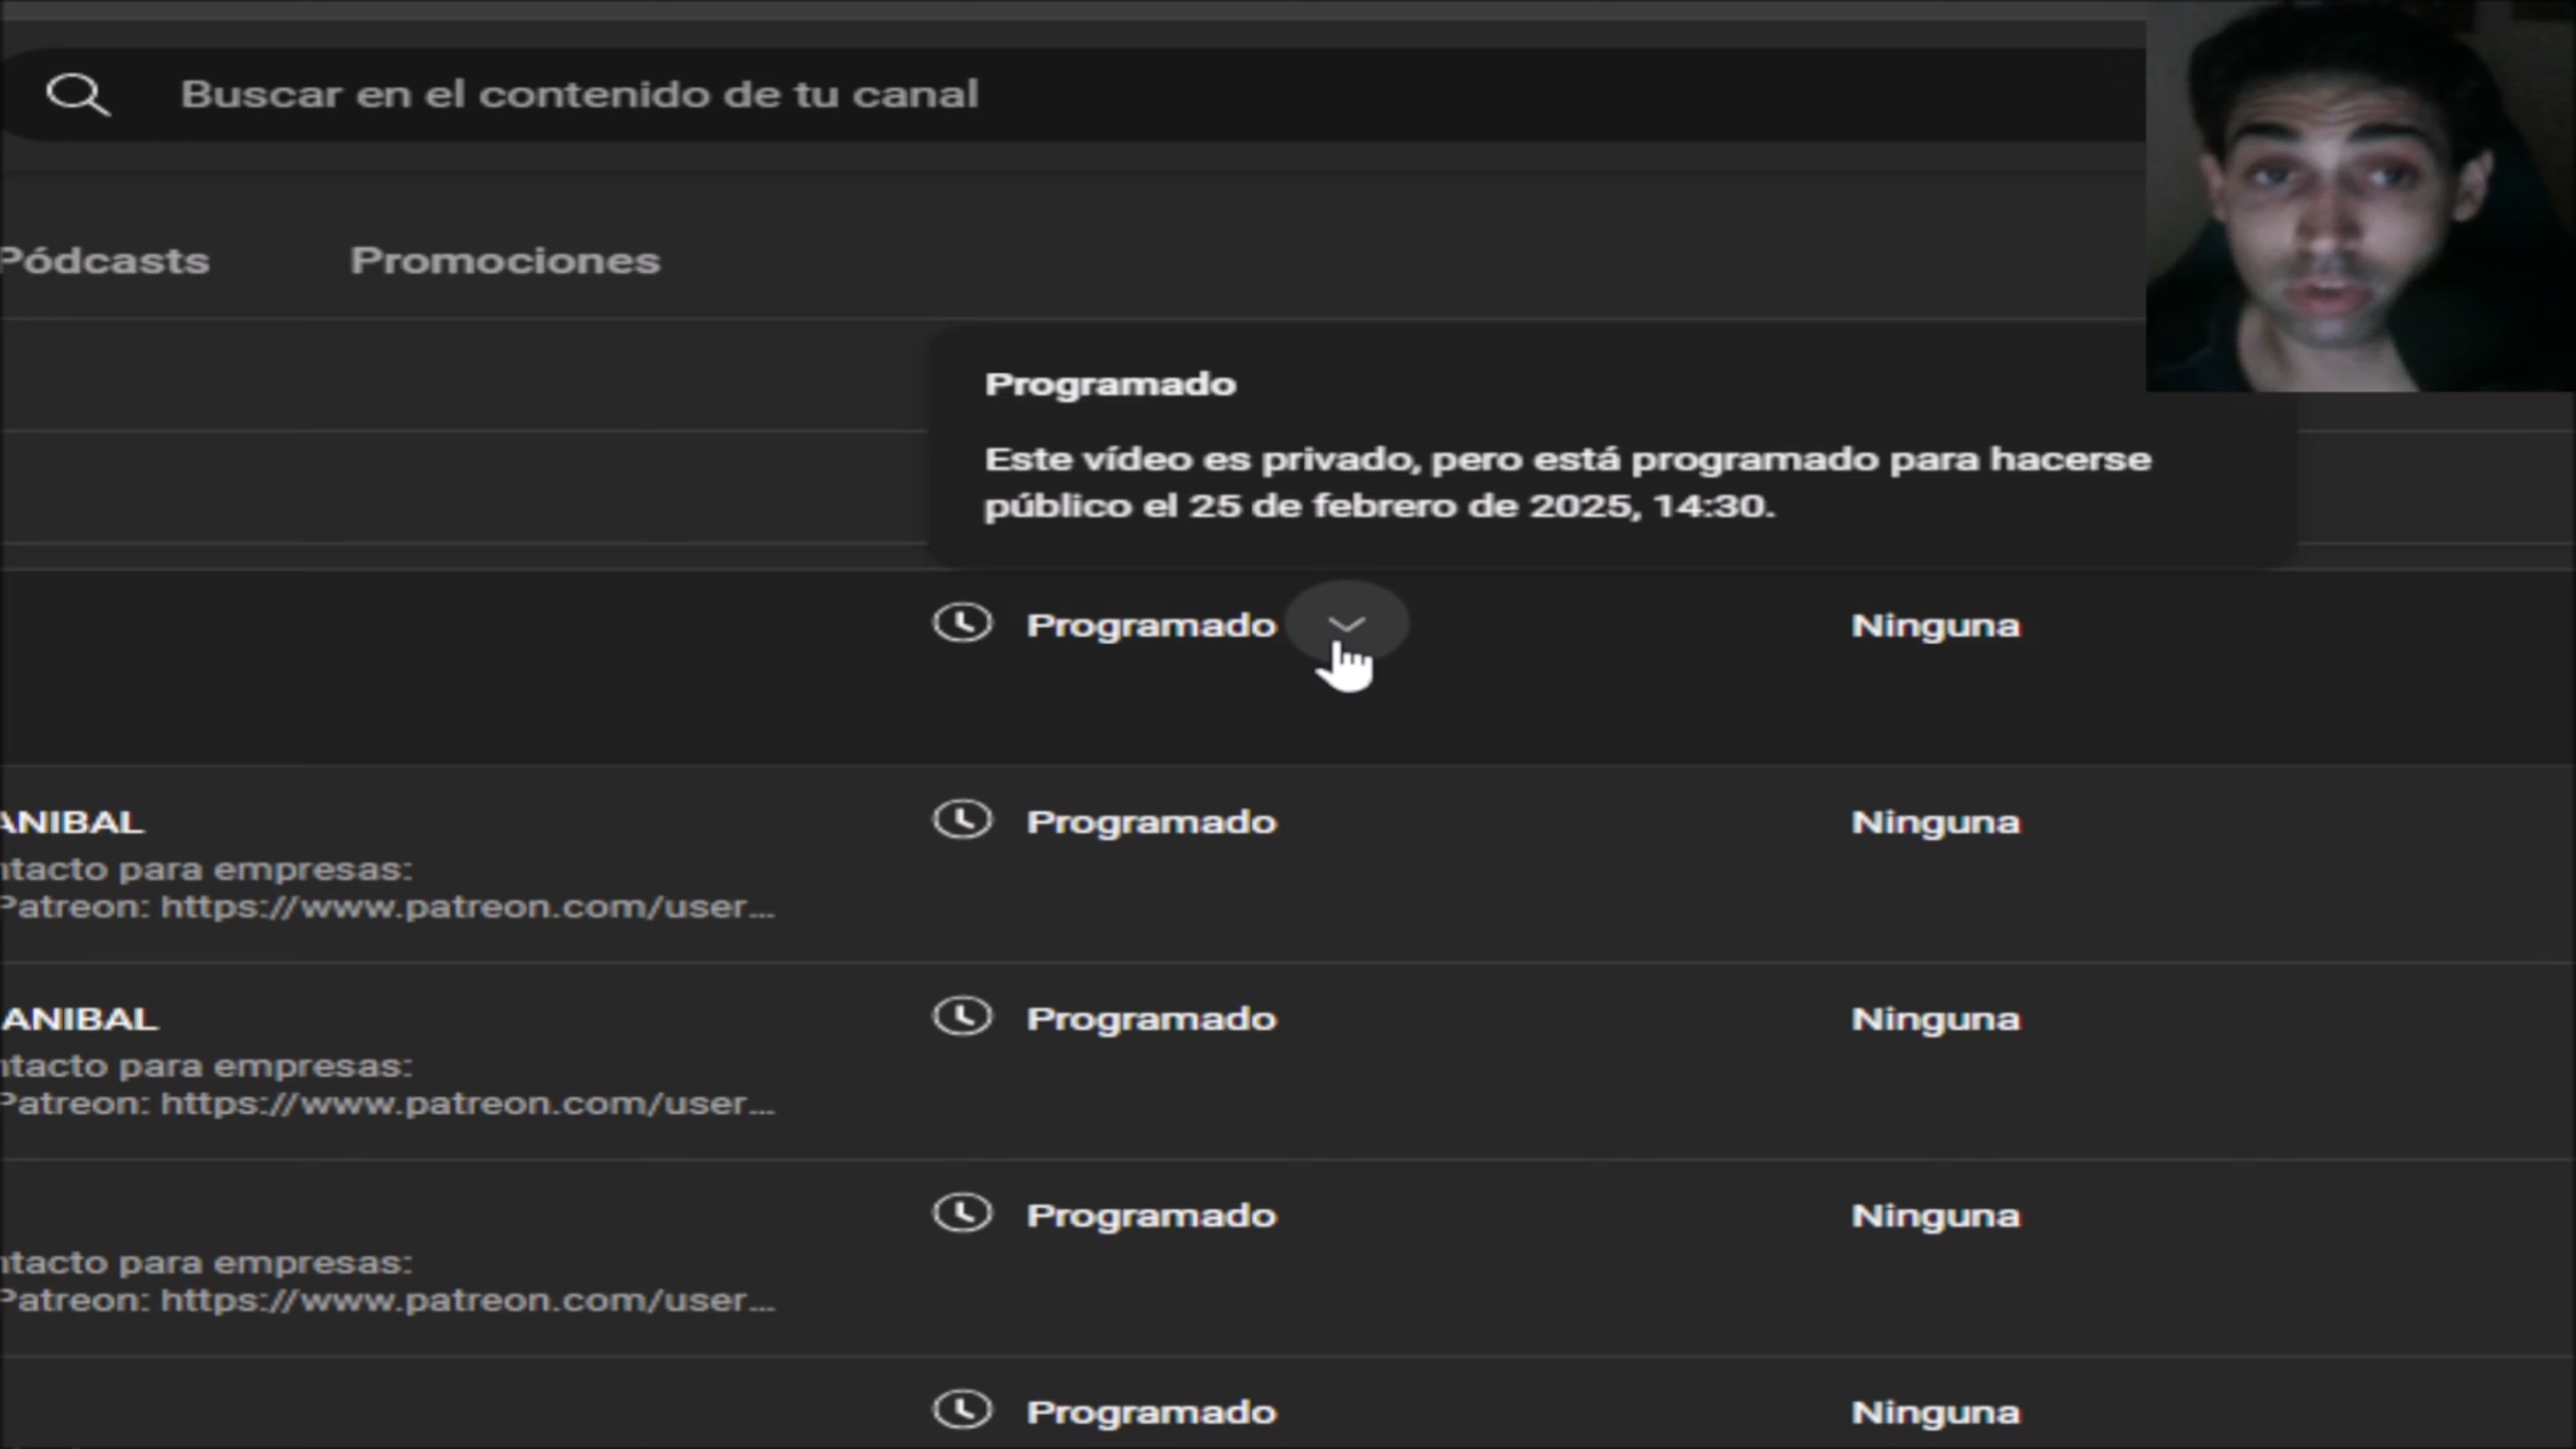 Buscar en el contenido de tu canal
Pódcasts Promociones
Programado
Este vídeo es privado, pero está programado para hacerse
público el 25 de febrero de 2025, 14:30.
Programado Ninguna
ANIBAL Programado Ninguna
ntacto para empresas:
Patreon: https://www.patreon.com/user...
ANIBAL Programado Ninguna
ntacto para empresas:
Patreon: https://www.patreon.com/user...
Programado Ninguna
ntacto para empresas:
Patreon: https://www.patreon.com/user...
Programado Ninguna